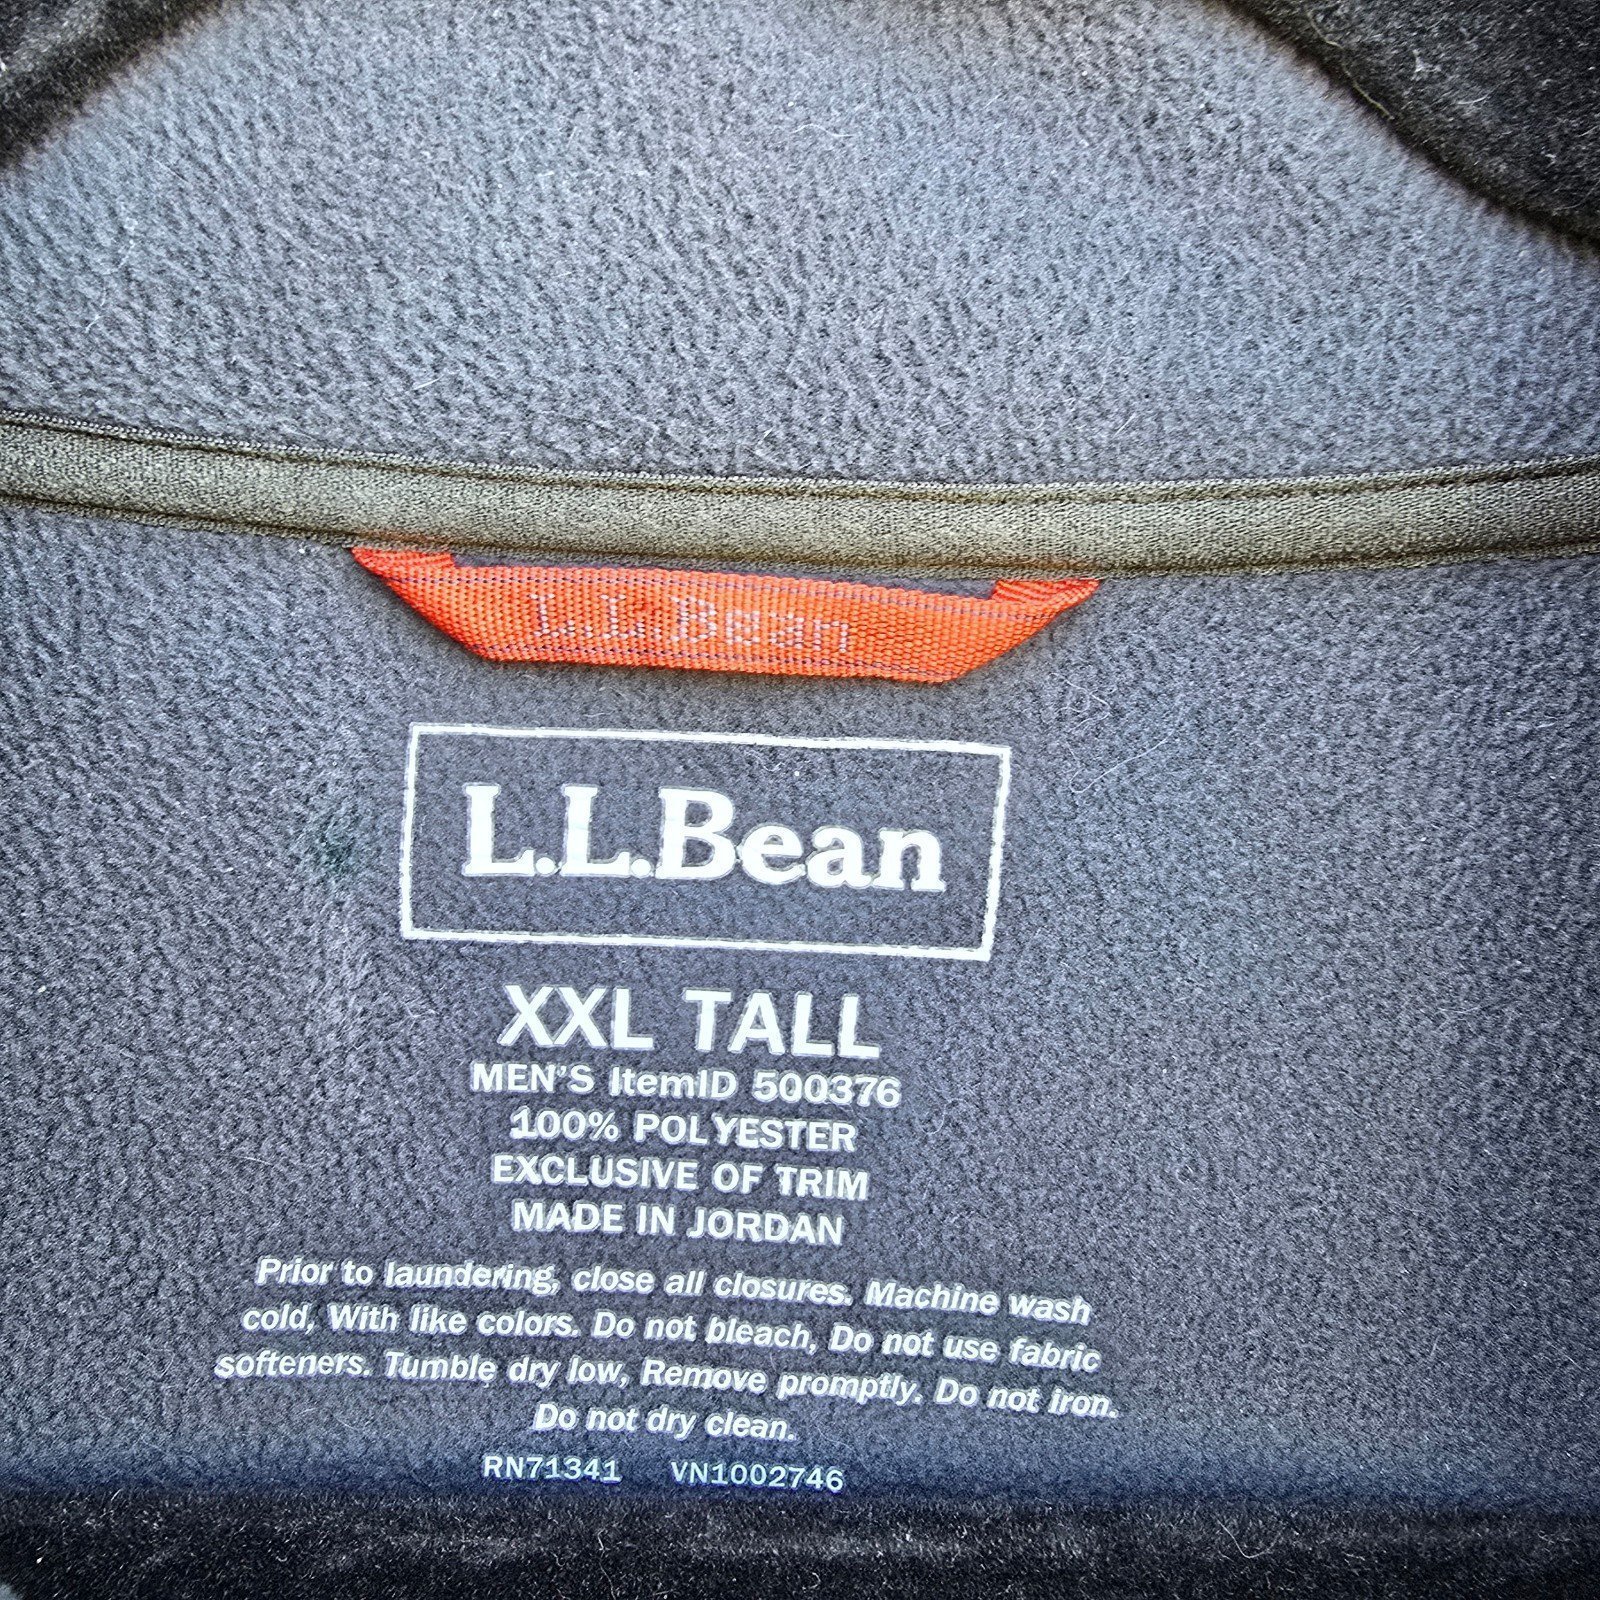 L.L.Bean
L.L.Bean
XXL TALL
MEN'S ItemID 500376
100% POLYESTER
EXCLUSIVE OF TRIM
MADE IN JORDAN
Prior to laundering, close all closures. Machine wash
cold, With like colors. Do not bleach, Do not use fabric
softeners. Tumble dry low, Remove promptly. Do not iron.
Do not dry clean.
RN71341 VN1002746